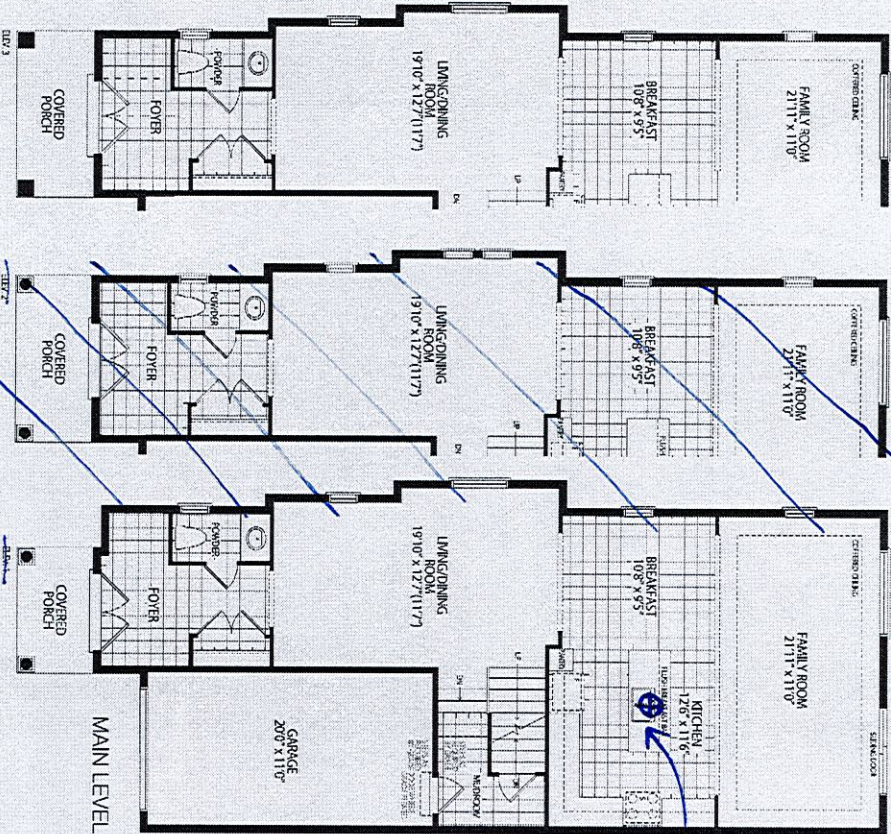 COFFERED CEILING
FAMILY ROOM
21'11" x 11'0"
BREAKFAST
10'8" x 9'5"
LIVING/DINING
ROOM
19'10" x 12'7"(11'7")
UP
DN
POWDER
FOYER
COVERED
PORCH
ELEV. 3
COFFERED CEILING
FAMILY ROOM
21'11" x 11'0"
BREAKFAST
10'8" x 9'5"
FLUSH
LIVING/DINING
ROOM
19'10" x 12'7"(11'7")
UP
DN
POWDER
FOYER
COVERED
PORCH
ELEV. 2
COFFERED CEILING
FAMILY ROOM
21'11" x 11'0"
SLIDING DOOR
BREAKFAST
10'8" x 9'5"
KITCHEN
12'6" x 11'6"
LIVING/DINING
ROOM
19'10" x 12'7"(11'7")
UP
DN
MUDROOM
POWDER
FOYER
GARAGE
20'0" x 11'0"
COVERED
PORCH
ELEV. 1
MAIN LEVEL